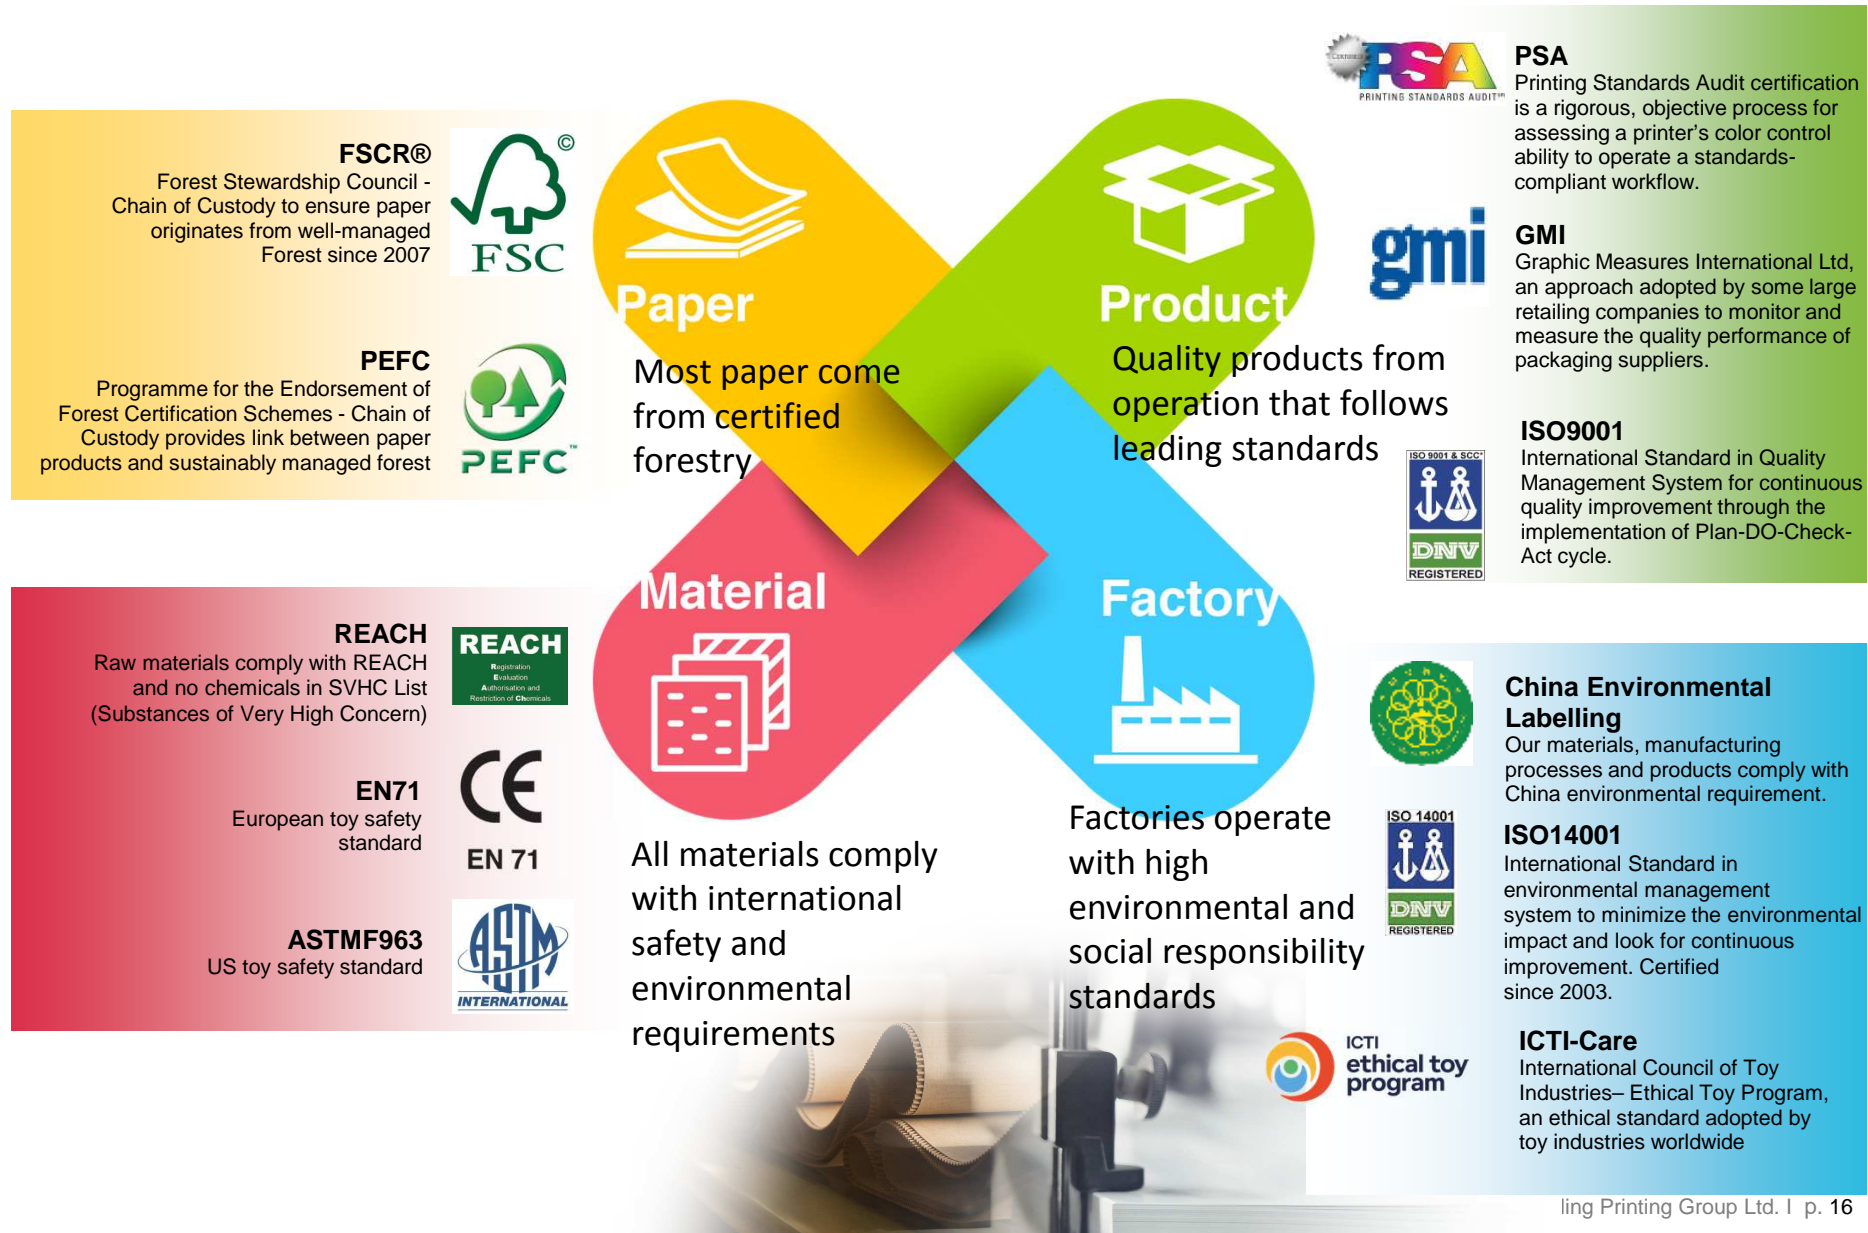 FSCR®
Forest Stewardship Council -
Chain of Custody to ensure paper
originates from well-managed
Forest since 2007
©
FSC
PEFC
Programme for the Endorsement of
Forest Certification Schemes - Chain of
Custody provides link between paper
products and sustainably managed forest
PEFC™
Paper
Most paper come
from certified
forestry
Product
Quality products from
operation that follows
leading standards
PSA
PRINTING STANDARDS AUDIT
PSA
Printing Standards Audit certification
is a rigorous, objective process for
assessing a printer’s color control
ability to operate a standards-
compliant workflow.
gmi
GMI
Graphic Measures International Ltd,
an approach adopted by some large
retailing companies to monitor and
measure the quality performance of
packaging suppliers.
ISO 9001 & SCC*
DNV
REGISTERED
ISO9001
International Standard in Quality
Management System for continuous
quality improvement through the
implementation of Plan-DO-Check-
Act cycle.
REACH
Raw materials comply with REACH
and no chemicals in SVHC List
(Substances of Very High Concern)
REACH
Registration
Evaluation
Authorisation and
Restriction of Chemicals
EN71
European toy safety
standard
CE
EN 71
ASTMF963
US toy safety standard
ASTM
INTERNATIONAL
Material
All materials comply
with international
safety and
environmental
requirements
Factory
Factories operate
with high
environmental and
social responsibility
standards
China Environmental
Labelling
Our materials, manufacturing
processes and products comply with
China environmental requirement.
ISO 14001
DNV
REGISTERED
ISO14001
International Standard in
environmental management
system to minimize the environmental
impact and look for continuous
improvement. Certified
since 2003.
ICTI
ethical toy
program
ICTI-Care
International Council of Toy
Industries– Ethical Toy Program,
an ethical standard adopted by
toy industries worldwide
ling Printing Group Ltd. I p. 16